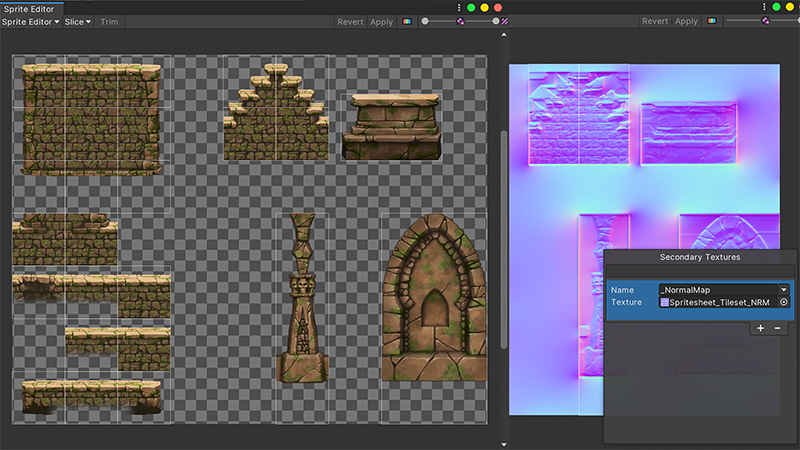 Sprite Editor
Sprite Editor Slice Trim Revert Apply
Revert Apply
Secondary Textures
Name _NormalMap
Texture Spritesheet_Tileset_NRM